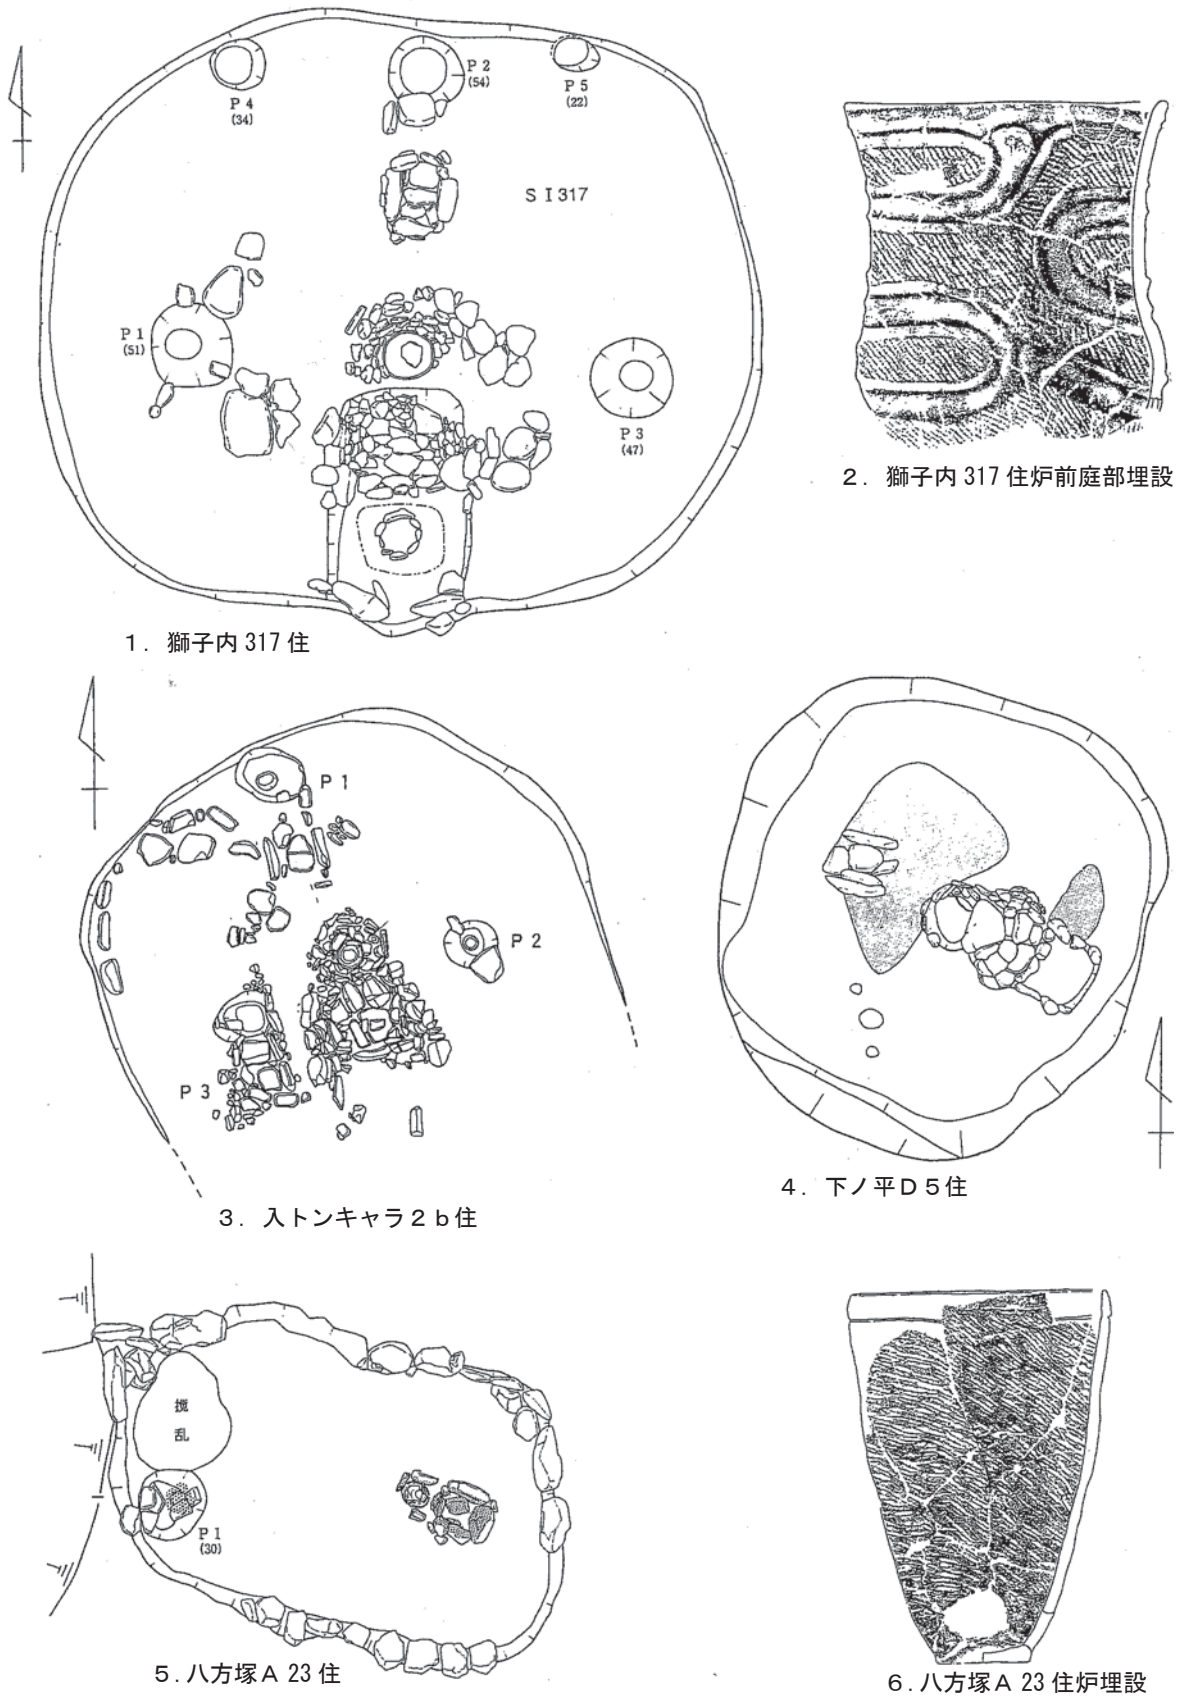 P 4
(34)
P 2
(54)
P 5
(22)
S I 317
P 1
(51)
P 3
(47)
1. 獅子内 317 住
2. 獅子内 317 住炉前庭部埋設
P 1
P 2
P 3
3. 入トンキャラ2b住
4. 下ノ平D5住
攪
乱
P 1
(30)
5. 八方塚A 23 住
6. 八方塚A 23 住炉埋設